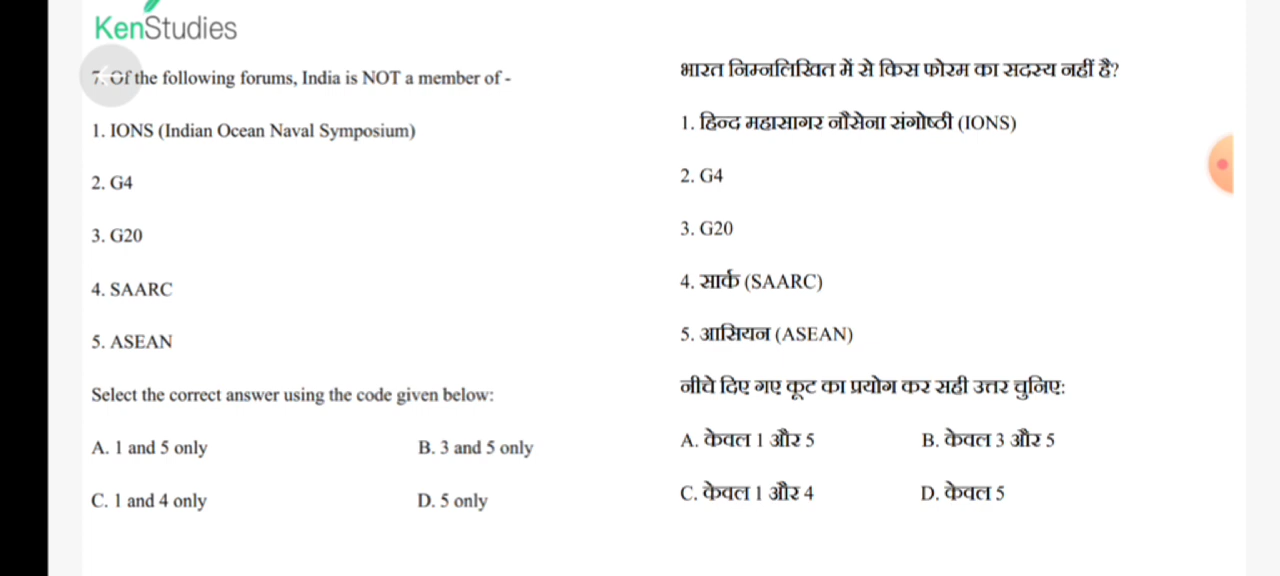 KenStudies
7. Of the following forums, India is NOT a member of -
1. IONS (Indian Ocean Naval Symposium)
2. G4
3. G20
4. SAARC
5. ASEAN
Select the correct answer using the code given below:
A. 1 and 5 only
B. 3 and 5 only
C. 1 and 4 only
D. 5 only
भारत निम्नलिखित में से किस फोरम का सदस्य नहीं है?
1. हिन्द महासागर नौसेना संगोष्ठी (IONS)
2. G4
3. G20
4. सार्क (SAARC)
5. आसियन (ASEAN)
नीचे दिए गए कूट का प्रयोग कर सही उत्तर चुनिए:
A. केवल 1 और 5
B. केवल 3 और 5
C. केवल 1 और 4
D. केवल 5